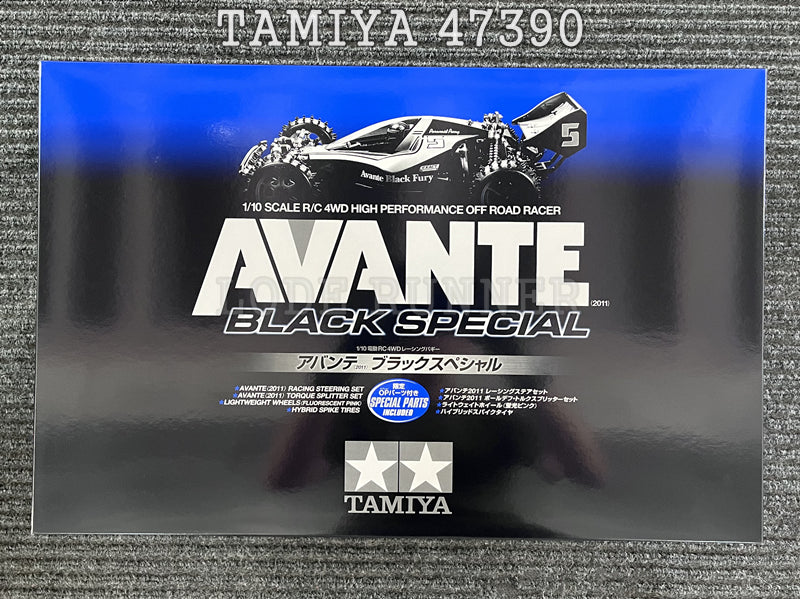 TAMIYA 47390
Paranoid Perry
5
5
EXACT
Avante Black Fury
1/10 SCALE R/C 4WD HIGH PERFORMANCE OFF ROAD RACER
AVANTE (2011)
LODE RUNNER
BLACK SPECIAL
1/10 電動RC4WDレーシングバギー
アバンテ(2011) ブラックスペシャル
★AVANTE(2011) RACING STEERING SET
★AVANTE(2011) TORQUE SPLITTER SET
★LIGHTWEIGHT WHEELS(FLUORESCENT PINK)
★HYBRID SPIKE TIRES
限定
OPパーツ付き
SPECIAL PARTS
INCLUDED
★アバンテ2011 レーシングステアセット
★アバンテ2011 ボールデフトルクスプリッターセット
★ライトウェイトホイール(蛍光ピンク)
★ハイブリッドスパイクタイヤ
TAMIYA